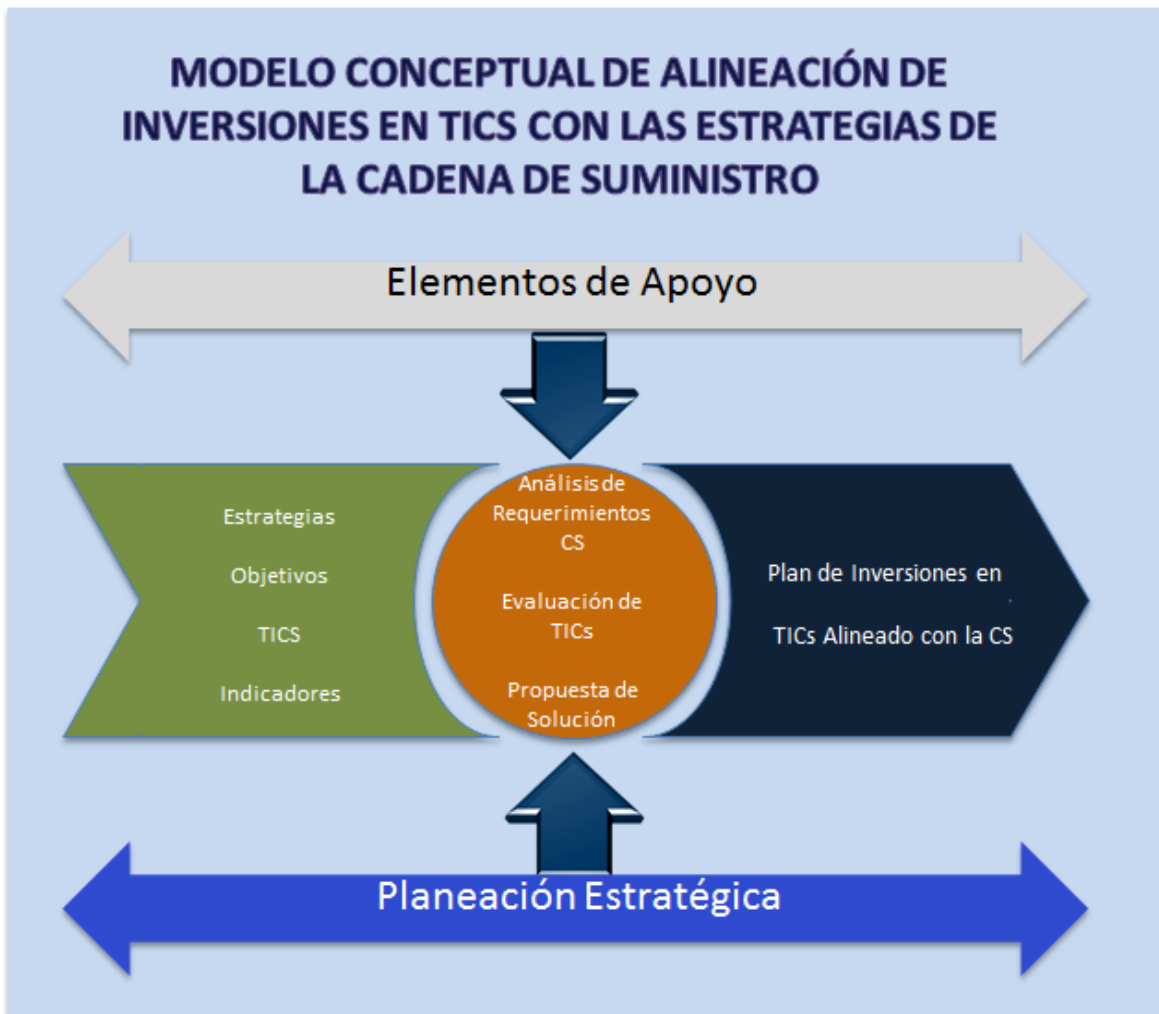 MODELO CONCEPTUAL DE ALINEACIÓN DE
INVERSIONES EN TICS CON LAS ESTRATEGIAS DE
LA CADENA DE SUMINISTRO
Elementos de Apoyo
Estrategias
Objetivos
TICS
Indicadores
Análisis de
Requerimientos
CS
Evaluación de
TICs
Propuesta de
Solución
Plan de Inversiones en
TICs Alineado con la CS
Planeación Estratégica